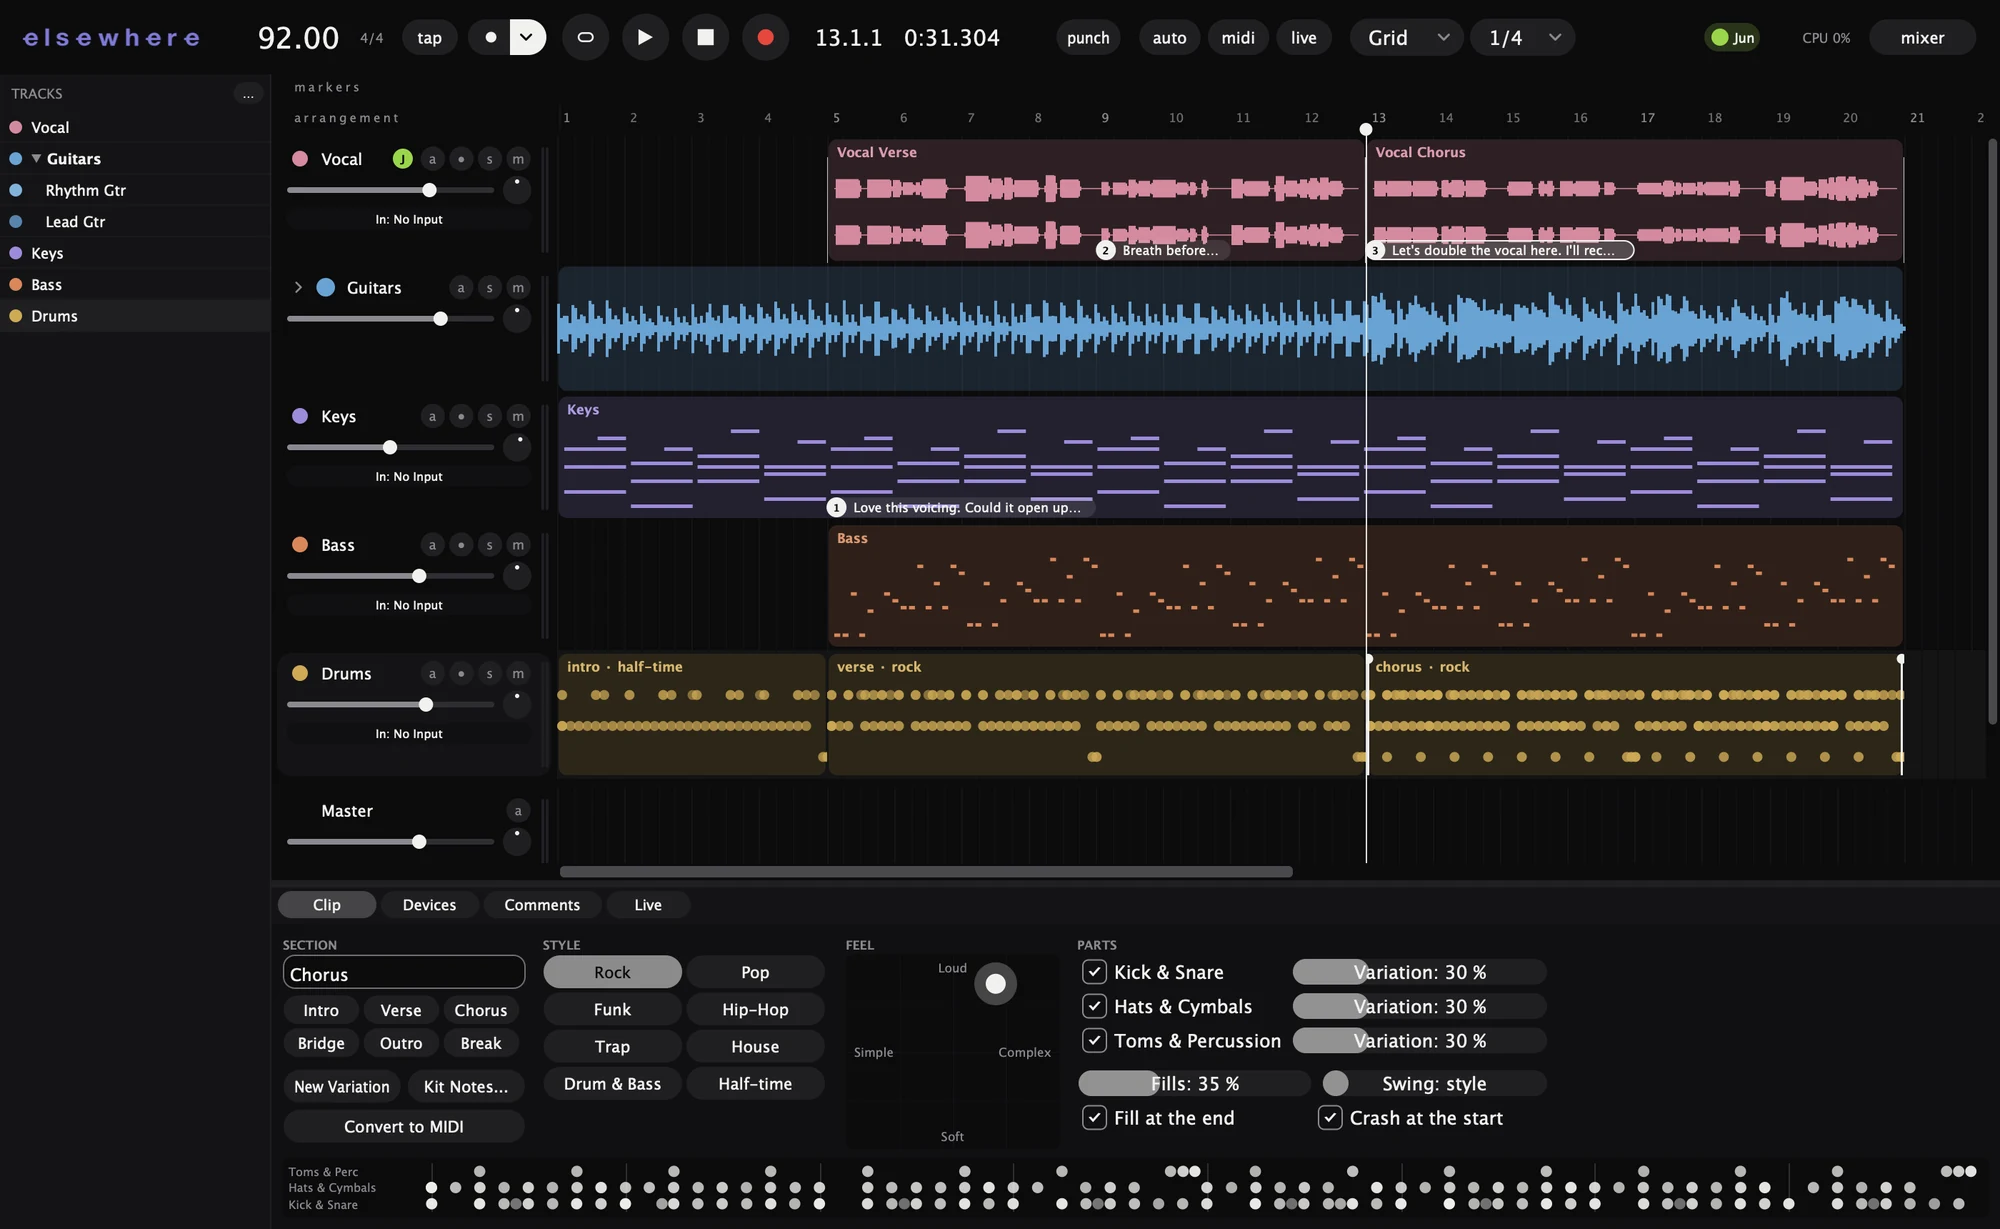 elsewhere 92.00 4/4 tap 13.1.1 0:31.304 punch auto midi live Grid 1/4 Jun CPU 0% mixer
TRACKS ...
Vocal
Guitars
Rhythm Gtr
Lead Gtr
Keys
Bass
Drums
markers
arrangement 1 2 3 4 5 6 7 8 9 10 11 12 13 14 15 16 17 18 19 20 21 2
Vocal J a s m
In: No Input
Vocal Verse Vocal Chorus
2 Breath before... 3 Let's double the vocal here. I'll rec...
Guitars a s m
Keys a s m
In: No Input
Keys
1 Love this voicing. Could it open up...
Bass a s m
In: No Input
Bass
Drums a s m
In: No Input
intro · half-time verse · rock chorus · rock
Master a
Clip Devices Comments Live
SECTION
Chorus
Intro Verse Chorus
Bridge Outro Break
New Variation Kit Notes...
Convert to MIDI
STYLE
Rock Pop
Funk Hip-Hop
Trap House
Drum & Bass Half-time
FEEL
Loud
Simple Complex
Soft
PARTS
Kick & Snare Variation: 30 %
Hats & Cymbals Variation: 30 %
Toms & Percussion Variation: 30 %
Fills: 35 % Swing: style
Fill at the end Crash at the start
Toms & Perc
Hats & Cymbals
Kick & Snare